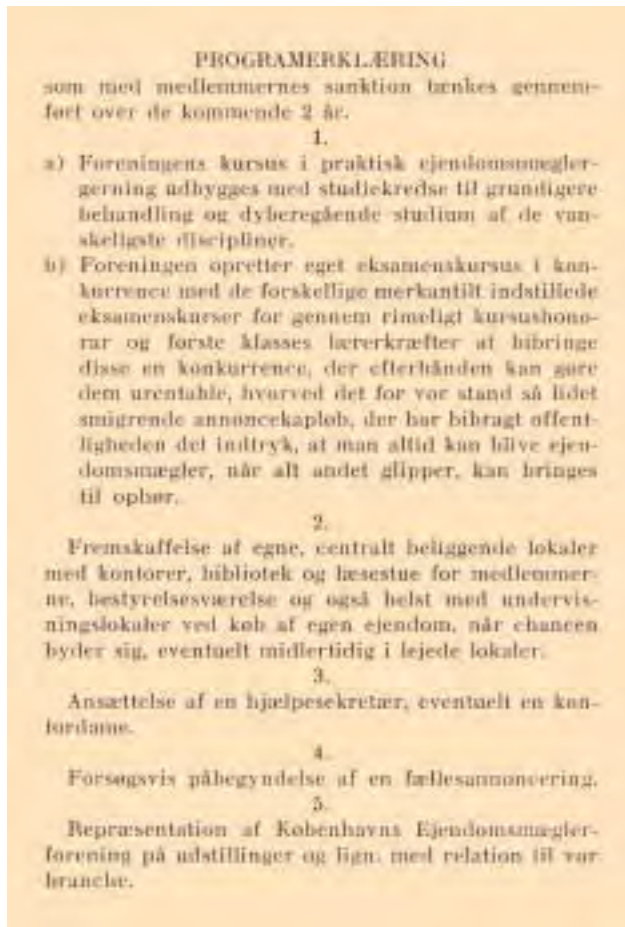 PROGRAMERKLÆRING
som med medlemmernes sanktion tænkes gennem-
ført over de kommende 2 år.
1.
a) Foreningens kursus i praktisk ejendomsmægler-
gerning udbygges med studiekredse til grundigere
behandling og dyberegående studium af de van-
skeligste discipliner.
b) Foreningen opretter eget eksamenskursus i kon-
kurrence med de forskellige merkantilt indstillede
eksamenskurser for gennem rimeligt kursushono-
rar og første klasses lærerkræfter at bibringe
disse en konkurrence, der efterhånden kan gøre
dem urentable, hvorved det for vor stand så lidet
smigrende annoncekapløb, der har bibragt offent-
ligheden det indtryk, at man altid kan blive ejen-
domsmægler, når alt andet glipper, kan bringes
til ophør.
2.
Fremskaffelse af egne, centralt beliggende lokaler
med kontorer, bibliotek og læsestue for medlemmer-
ne, bestyrelsesværelse og også helst med undervis-
ningslokaler ved køb af egen ejendom, når chancen
byder sig, eventuelt midlertidig i lejede lokaler.
3.
Ansættelse af en hjælpesekretær, eventuelt en kon-
tordame.
4.
Forsøgsvis påbegyndelse af en fællesannoncering.
5.
Repræsentation af Københavns Ejendomsmægler-
forening på udstillinger og lign. med relation til vor
branche.